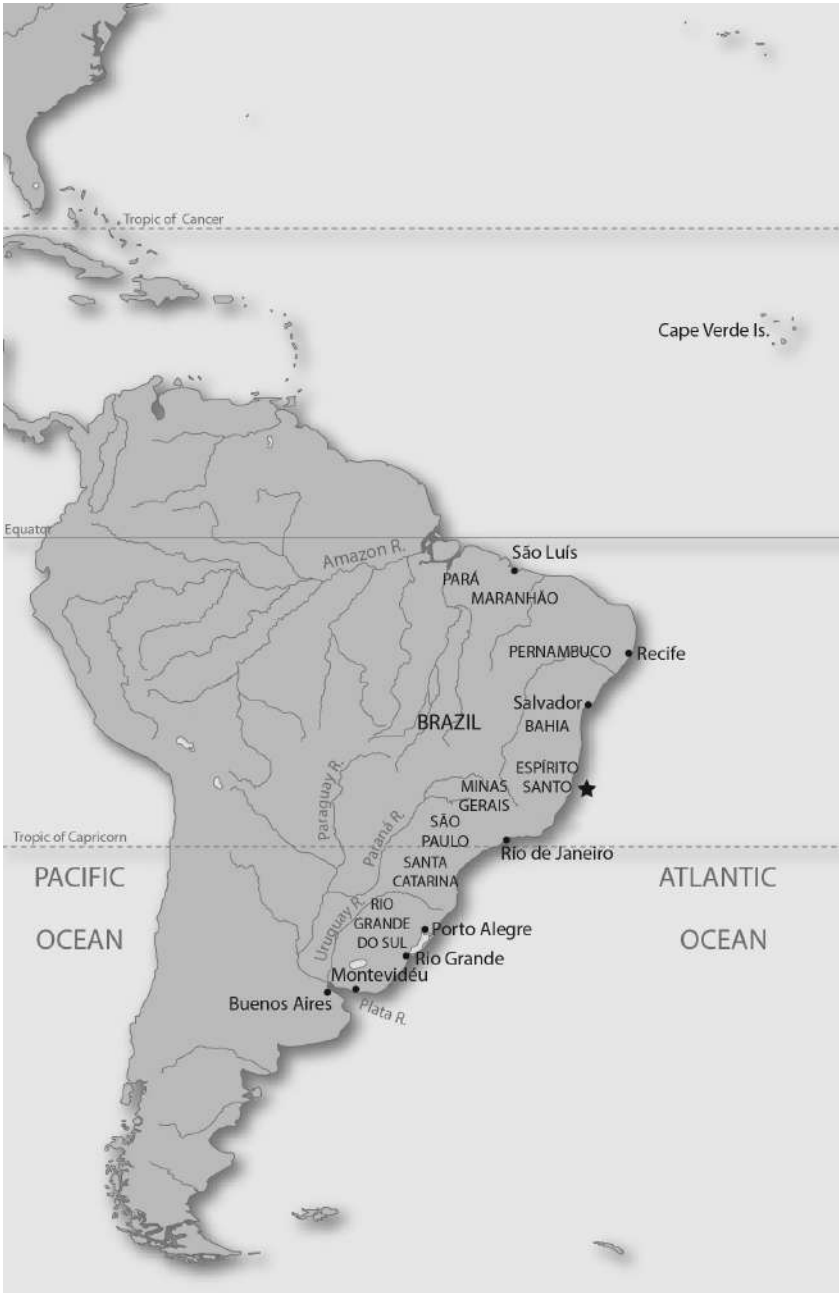 Tropic of Cancer
Cape Verde Is.
Equator
Amazon R.
São Luís
PARÁ
MARANHÃO
PERNAMBUCO
Recife
Salvador
BRAZIL
BAHIA
ESPÍRITO
SANTO
MINAS
GERAIS
Paraguay R.
Paraná R.
SÃO
PAULO
Tropic of Capricorn
Rio de Janeiro
SANTA
CATARINA
PACIFIC
OCEAN
ATLANTIC
OCEAN
Uruguay R.
RIO
GRANDE
DO SUL
Porto Alegre
Rio Grande
Montevidéu
Buenos Aires
Plata R.